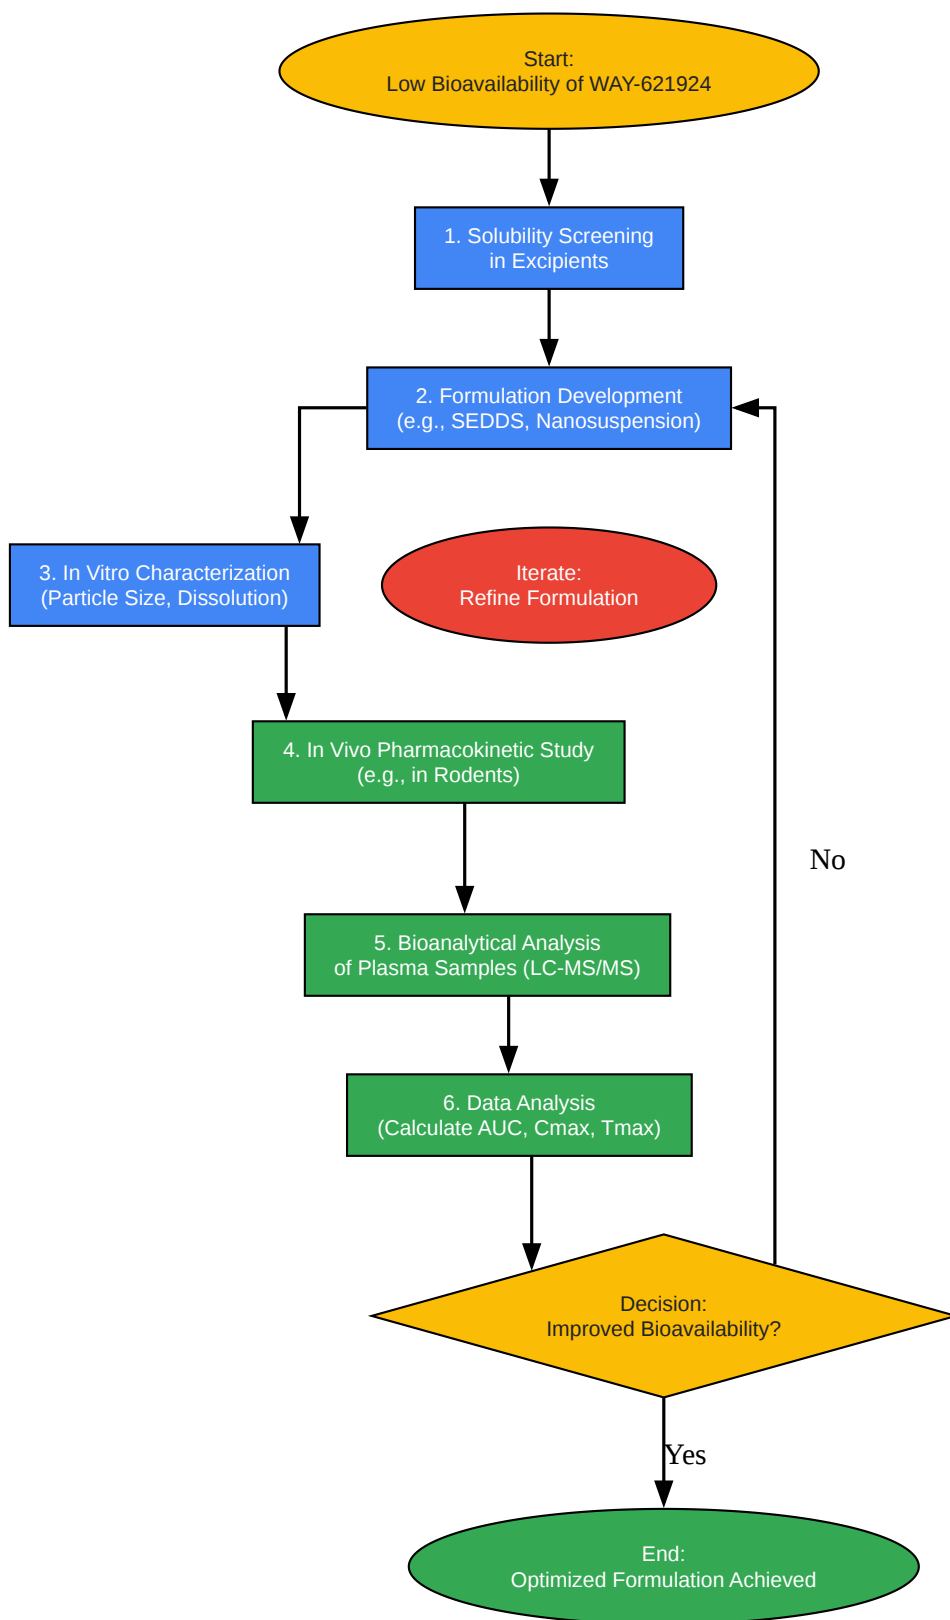 Start:
Low Bioavailability of WAY-621924
1. Solubility Screening
in Excipients
2. Formulation Development
(e.g., SEDDS, Nanosuspension)
3. In Vitro Characterization
(Particle Size, Dissolution)
Iterate:
Refine Formulation
4. In Vivo Pharmacokinetic Study
(e.g., in Rodents)
No
5. Bioanalytical Analysis
of Plasma Samples (LC-MS/MS)
6. Data Analysis
(Calculate AUC, Cmax, Tmax)
Decision:
Improved Bioavailability?
Yes
End:
Optimized Formulation Achieved